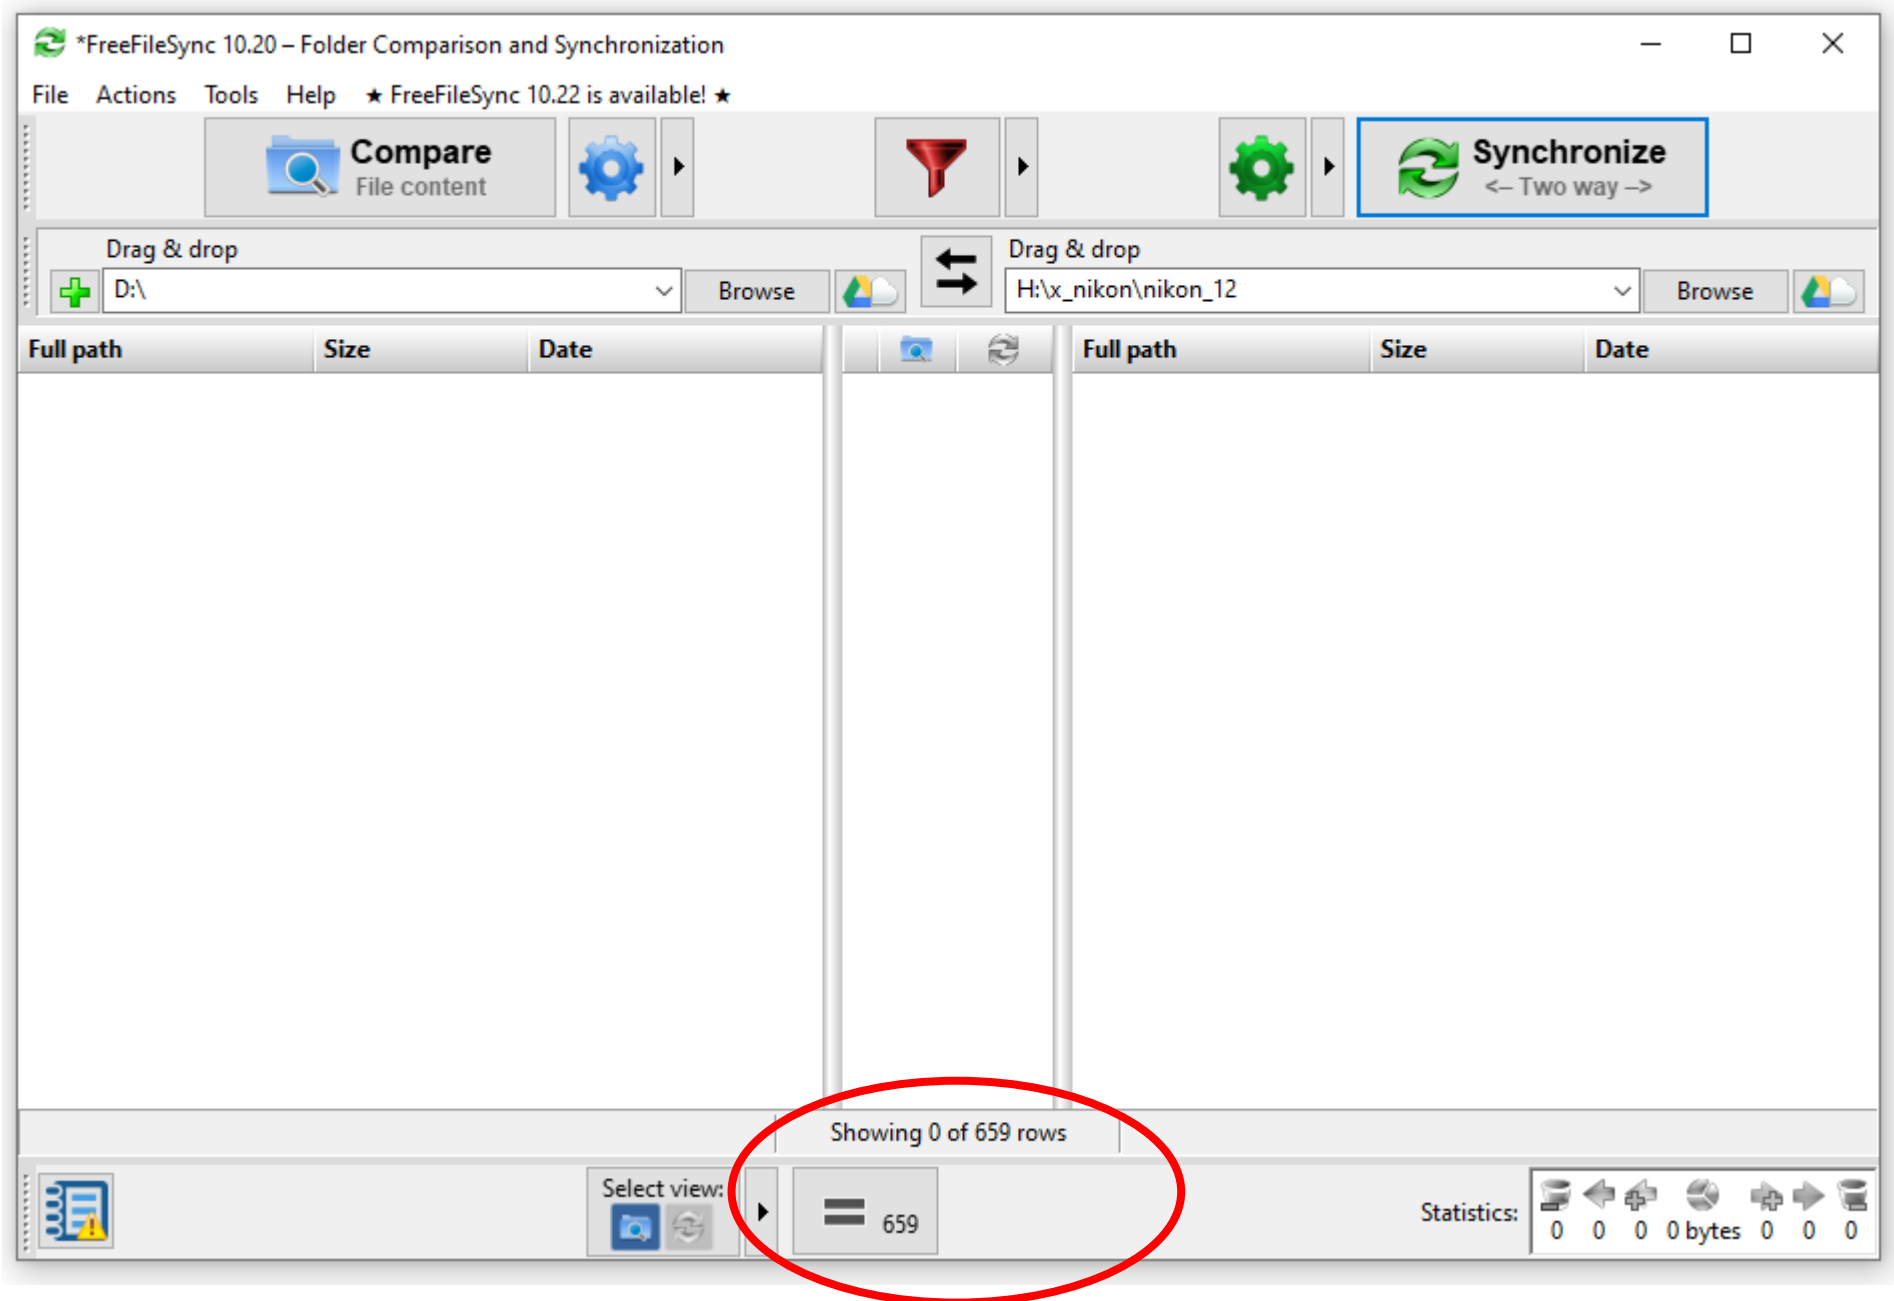 *FreeFileSync 10.20 – Folder Comparison and Synchronization
File Actions Tools Help ★ FreeFileSync 10.22 is available! ★
Compare
File content
Synchronize
<– Two way –>
Drag & drop
D:\
Browse
Drag & drop
H:\x_nikon\nikon_12
Browse
Full path Size Date
Full path Size Date
Showing 0 of 659 rows
Select view:
659
Statistics:
0 0 0 0 bytes 0 0 0